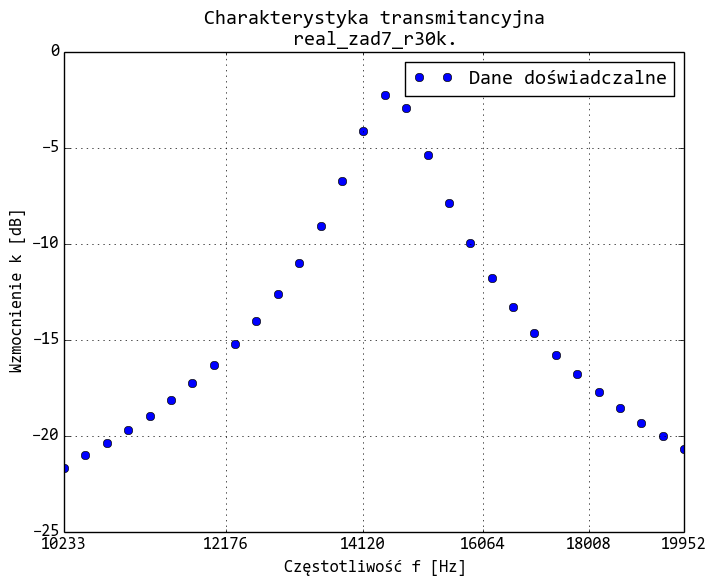 Charakterystyka transmitancyjna
real_zad7_r30k.
Dane doświadczalne
0
−5
−10
−15
−20
−25
Wzmocnienie k [dB]
10233 12176 14120 16064 18008 19952
Częstotliwość f [Hz]